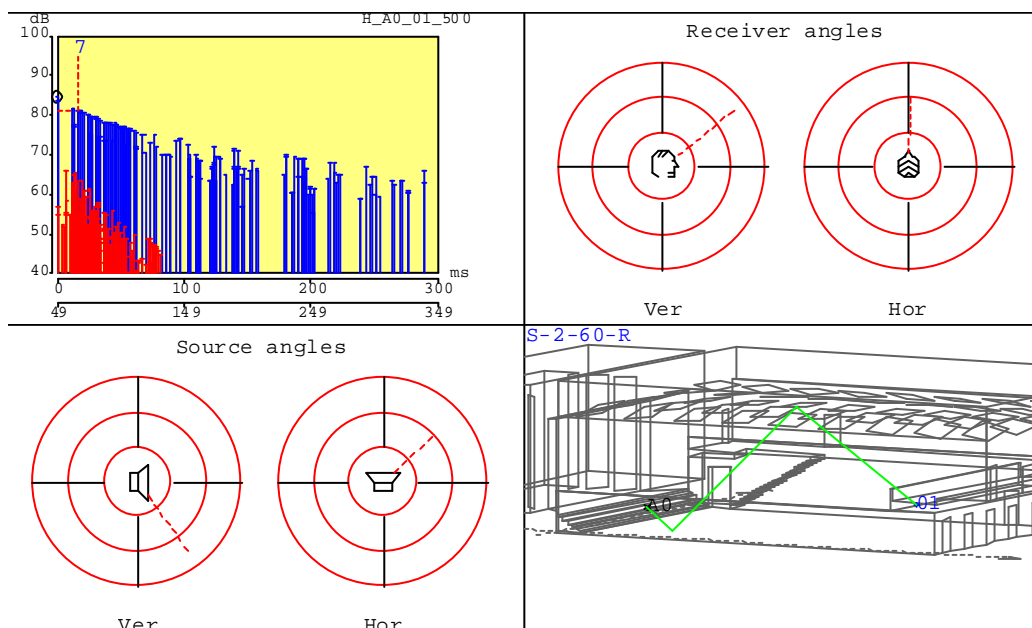 dB
H_A0_01_500
100
7
90
80
70
60
50
40
ms
0 100 200 300
49 149 249 349
Receiver angles
Ver
Hor
Source angles
Ver
Hor
S-2-60-R
A0
01